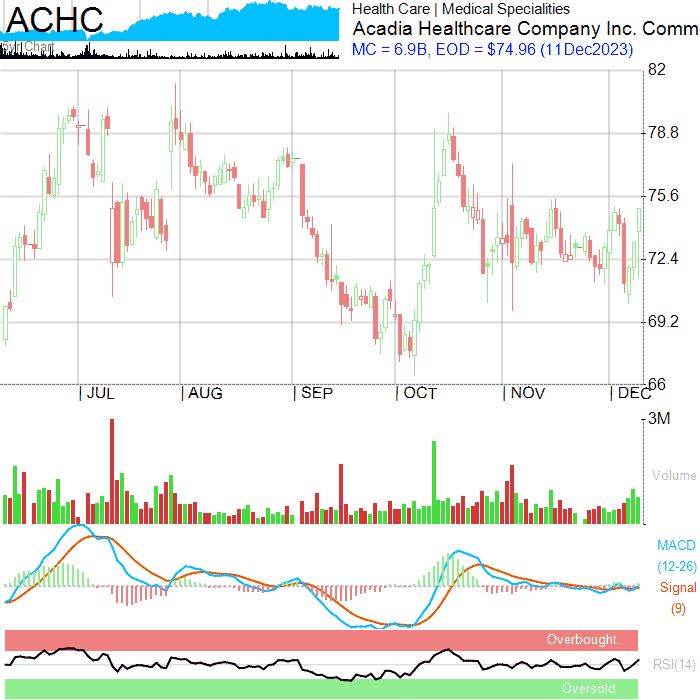 ACHC
5yr Chart
Health Care | Medical Specialities
Acadia Healthcare Company Inc. Comm
MC = 6.9B, EOD = $74.96 (11Dec2023)
82
78.8
75.6
72.4
69.2
66
| JUL
| AUG
| SEP
| OCT
| NOV
| DEC
3M
Volume
MACD
(12-26)
Signal
(9)
Overbought
RSI(14)
Oversold